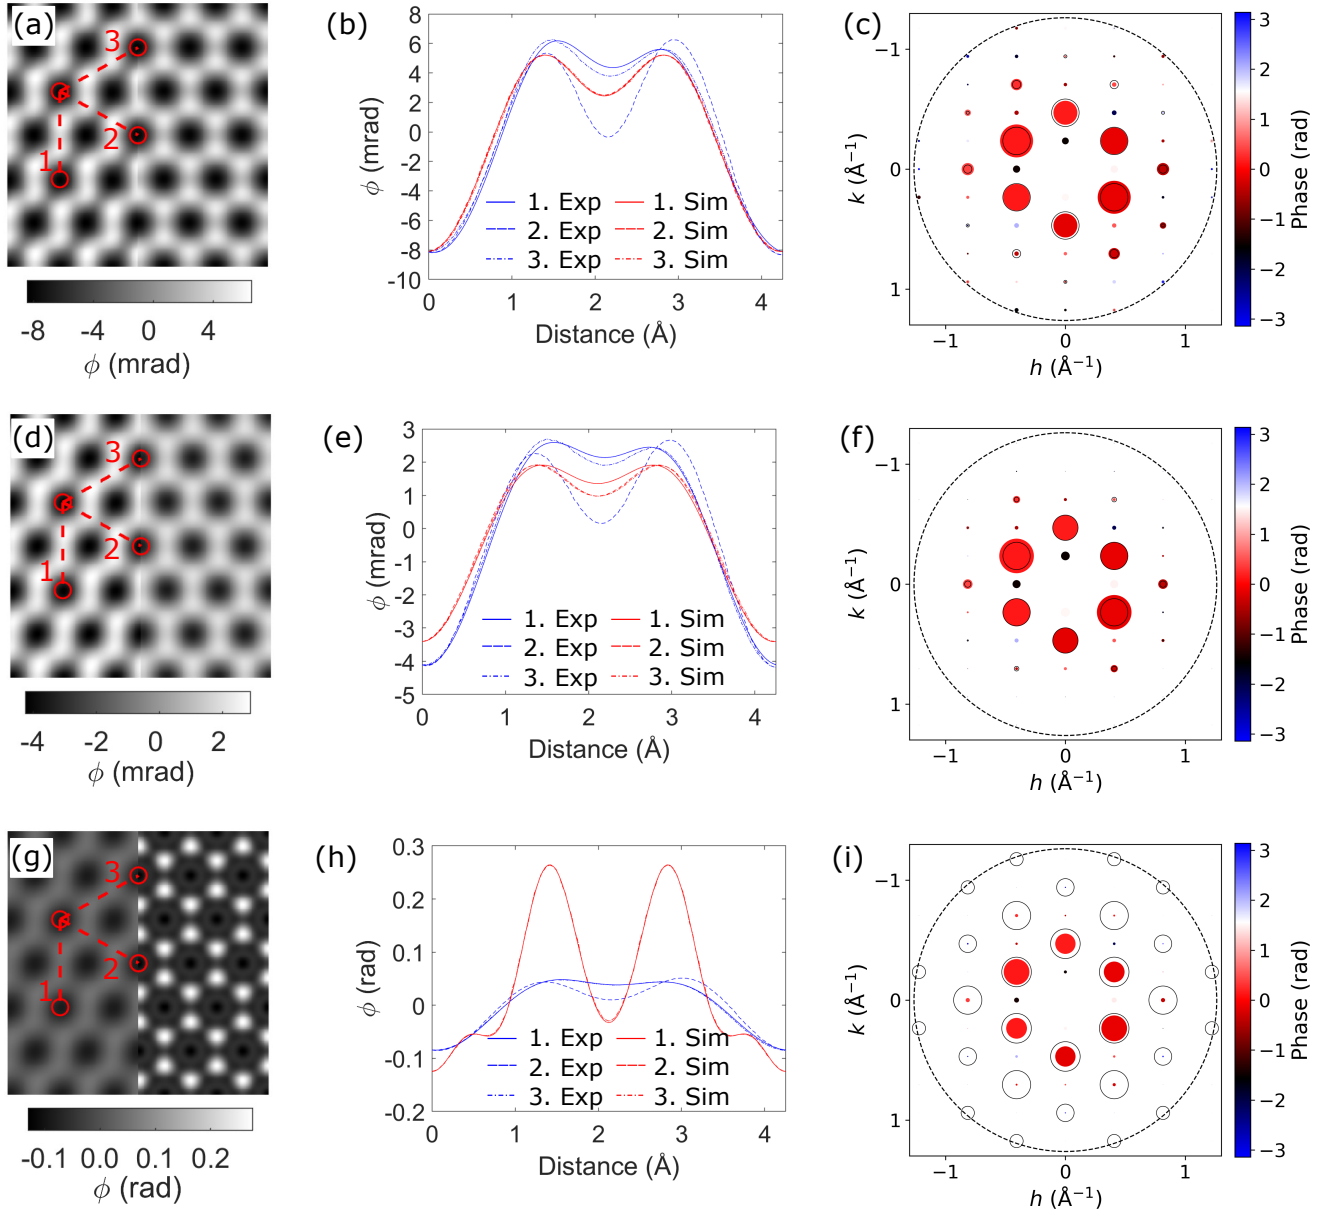 (a)
3
2
1
-8 -4 0 4
ϕ (mrad)
(b)
8
6
4
2
0
-2
-4
-6
-8
-10
ϕ (mrad)
1. Exp 1. Sim
2. Exp 2. Sim
3. Exp 3. Sim
0 1 2 3 4
Distance (Å)
(c)
−1
0
1
k (Å⁻¹)
−1 0 1
h (Å⁻¹)
3
2
1
0
−1
−2
−3
Phase (rad)
(d)
3
2
1
-4 -2 0 2
ϕ (mrad)
(e)
3
2
1
0
-1
-2
-3
-4
-5
ϕ (mrad)
1. Exp 1. Sim
2. Exp 2. Sim
3. Exp 3. Sim
0 1 2 3 4
Distance (Å)
(f)
−1
0
1
k (Å⁻¹)
−1 0 1
h (Å⁻¹)
3
2
1
0
−1
−2
−3
Phase (rad)
(g)
3
2
1
-0.1 0.0 0.1 0.2
ϕ (rad)
(h)
0.3
0.2
0.1
0
-0.1
-0.2
ϕ (rad)
1. Exp 1. Sim
2. Exp 2. Sim
3. Exp 3. Sim
0 1 2 3 4
Distance (Å)
(i)
−1
0
1
k (Å⁻¹)
−1 0 1
h (Å⁻¹)
3
2
1
0
−1
−2
−3
Phase (rad)